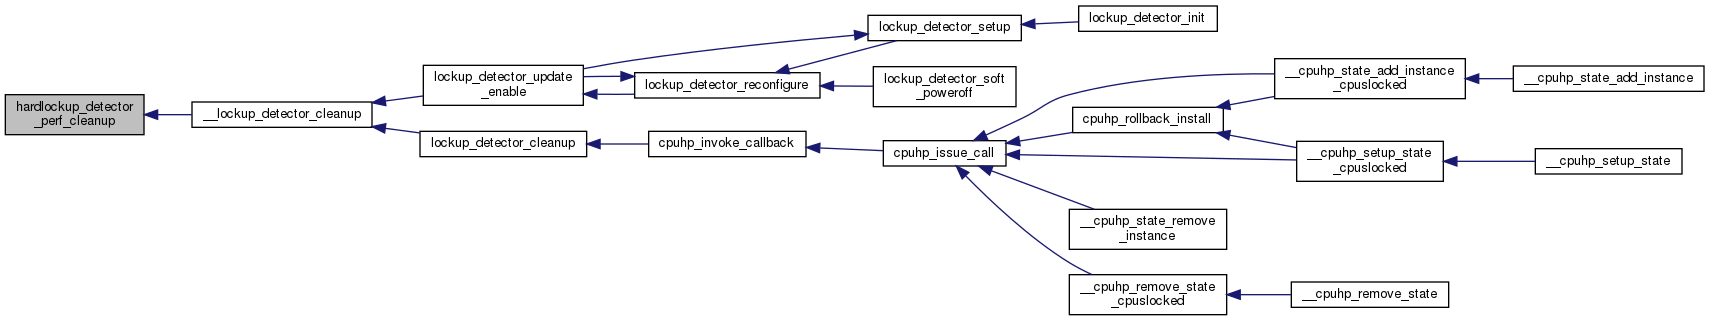 hardlockup_detector
_perf_cleanup
__lockup_detector_cleanup
lockup_detector_update
_enable
lockup_detector_cleanup
lockup_detector_reconfigure
cpuhp_invoke_callback
lockup_detector_setup
lockup_detector_soft
_poweroff
cpuhp_issue_call
lockup_detector_init
cpuhp_rollback_install
__cpuhp_state_remove
_instance
__cpuhp_remove_state
_cpuslocked
__cpuhp_state_add_instance
_cpuslocked
__cpuhp_setup_state
_cpuslocked
__cpuhp_remove_state
__cpuhp_state_add_instance
__cpuhp_setup_state